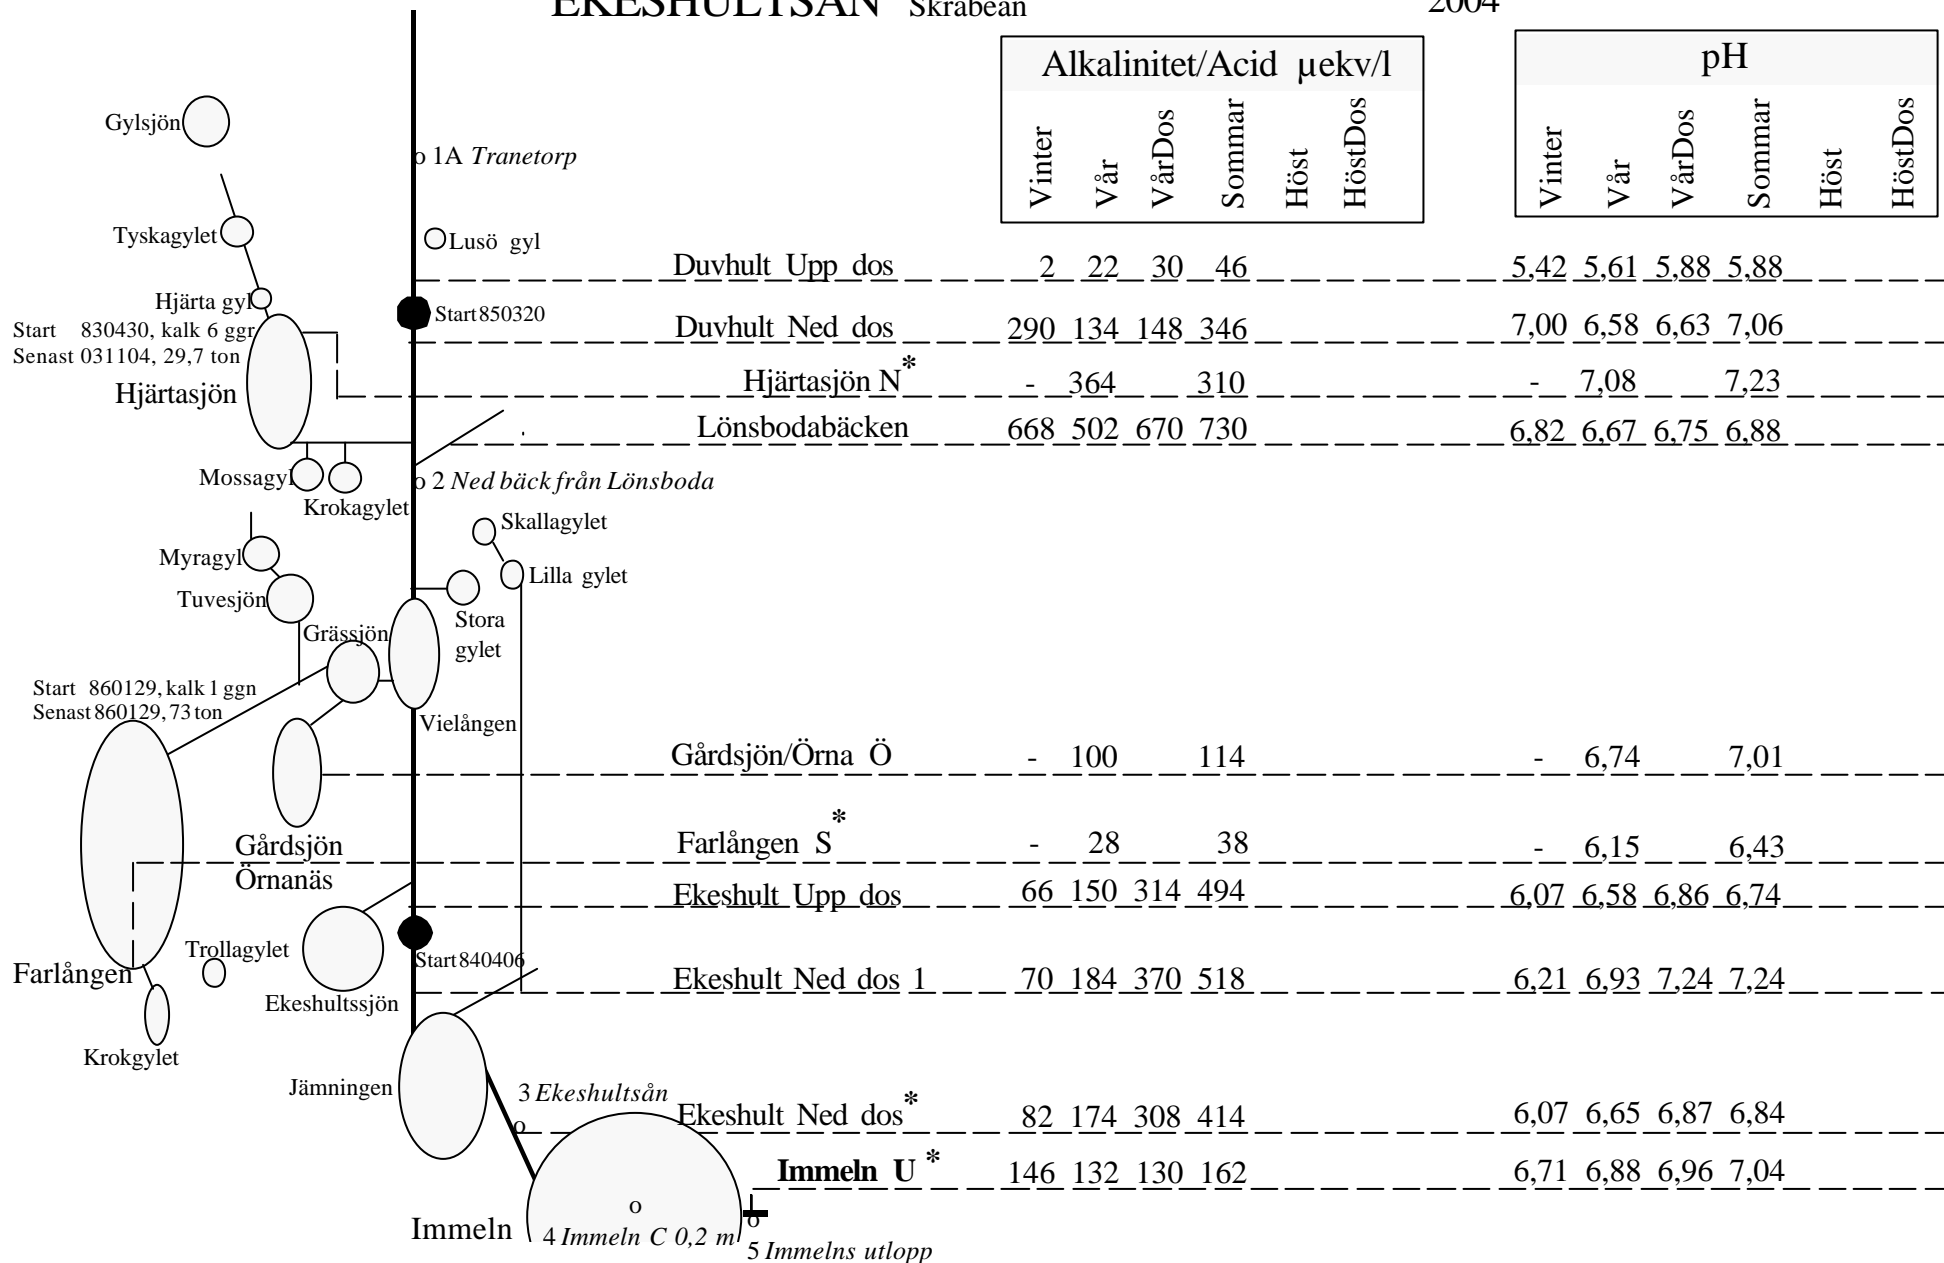 EKESHULTSÅN Skräbeån 2004
Alkalinitet/Acid µekv/l
pH
Vinter Vår VårDos Sommar Höst HöstDos
Vinter Vår VårDos Sommar Höst HöstDos
Gylsjön
o 1A Tranetorp
Tyskagylet
Lusö gyl
Duvhult Upp dos 2 22 30 46 5,42 5,61 5,88 5,88
Hjärta gyl
Start 850320
Start 830430, kalk 6 ggr
Senast 031104, 29,7 ton
Duvhult Ned dos 290 134 148 346 7,00 6,58 6,63 7,06
Hjärtasjön
Hjärtasjön N* - 364 310 - 7,08 7,23
Lönsbodabäcken 668 502 670 730 6,82 6,67 6,75 6,88
Mossagyl
o 2 Ned bäck från Lönsboda
Krokagylet
Skallagylet
Myragyl
Lilla gylet
Tuvesjön
Stora
gylet
Grässjön
Start 860129, kalk 1 ggn
Senast 860129, 73 ton
Vielången
Gårdsjön/Örna Ö - 100 114 - 6,74 7,01
Gårdsjön
Örnanäs
Farlången S* - 28 38 - 6,15 6,43
Ekeshult Upp dos 66 150 314 494 6,07 6,58 6,86 6,74
Trollagylet
Start 840406
Farlången
Ekeshult Ned dos 1 70 184 370 518 6,21 6,93 7,24 7,24
Ekeshultssjön
Krokgylet
Jämningen
3 Ekeshultsån
o
Ekeshult Ned dos* 82 174 308 414 6,07 6,65 6,87 6,84
Immeln U* 146 132 130 162 6,71 6,88 6,96 7,04
o
o
Immeln
4 Immeln C 0,2 m
5 Immelns utlopp